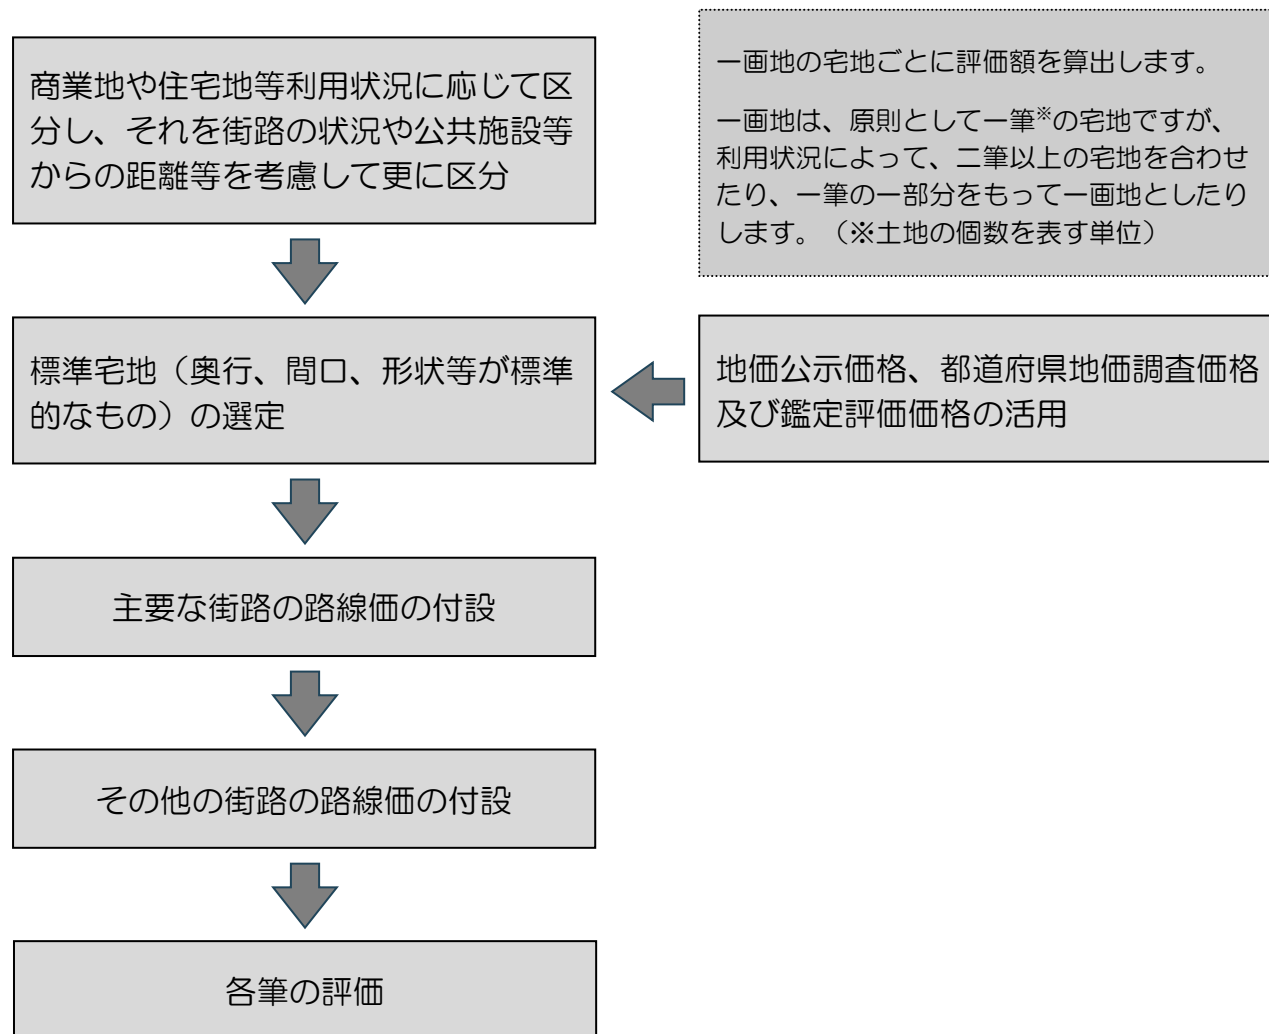 商業地や住宅地等利用状況に応じて区
分し、それを街路の状況や公共施設等
からの距離等を考慮して更に区分
一画地の宅地ごとに評価額を算出します。
一画地は、原則として一筆※の宅地ですが、
利用状況によって、二筆以上の宅地を合わせ
たり、一筆の一部分をもって一画地としたり
します。（※土地の個数を表す単位）
標準宅地（奥行、間口、形状等が標準
的なもの）の選定
地価公示価格、都道府県地価調査価格
及び鑑定評価価格の活用
主要な街路の路線価の付設
その他の街路の路線価の付設
各筆の評価